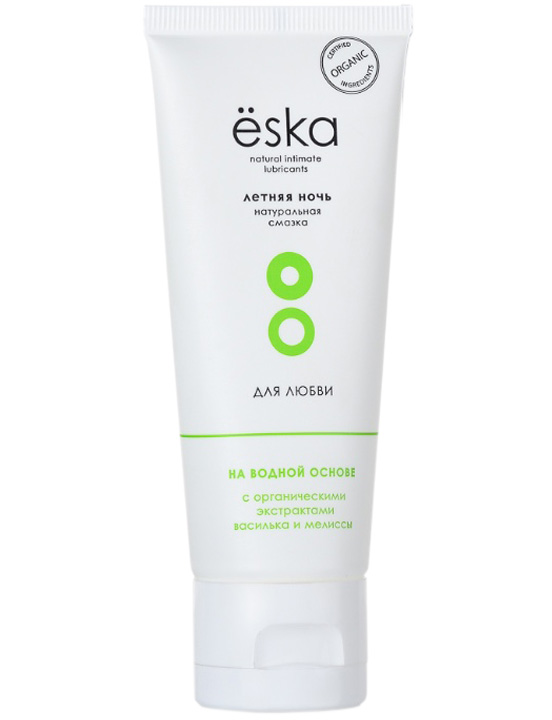 CERTIFIED
ORGANIC
INGREDIENTS
ëska
natural intimate
lubricants
летняя ночь
натуральная
смазка
для любви
НА ВОДНОЙ ОСНОВЕ
с органическими
экстрактами
василька и мелиссы